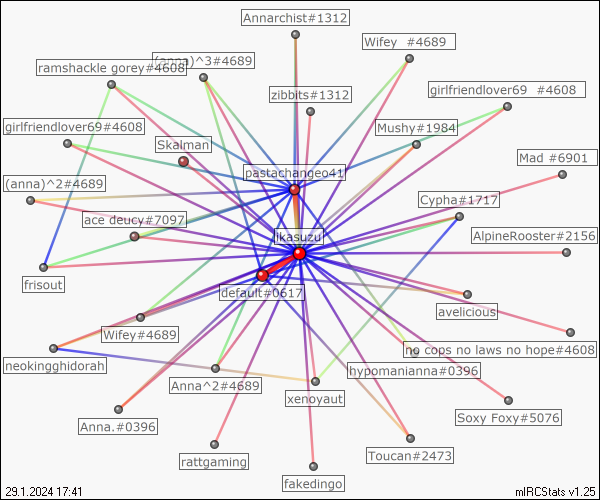 Annarchist#1312
Wifey #4689
(anna)^3#4689
ramshackle gorey#4608
girlfriendlover69 #4608
zibbits#1312
Mushy#1984
girlfriendlover69#4608
Skalman
Mad #6901
pastachangeo41
(anna)^2#4689
Cypha#1717
ace deucy#7097
jkasuzu
AlpineRooster#2156
frisout
default#0617
avelicious
Wifey#4689
no cops no laws no hope#4608
neokingghidorah
hypomanianna#0396
Anna^2#4689
xenoyaut
Soxy Foxy#5076
Anna.#0396
Toucan#2473
rattgaming
fakedingo
29.1.2024 17:41
mIRCStats v1.25